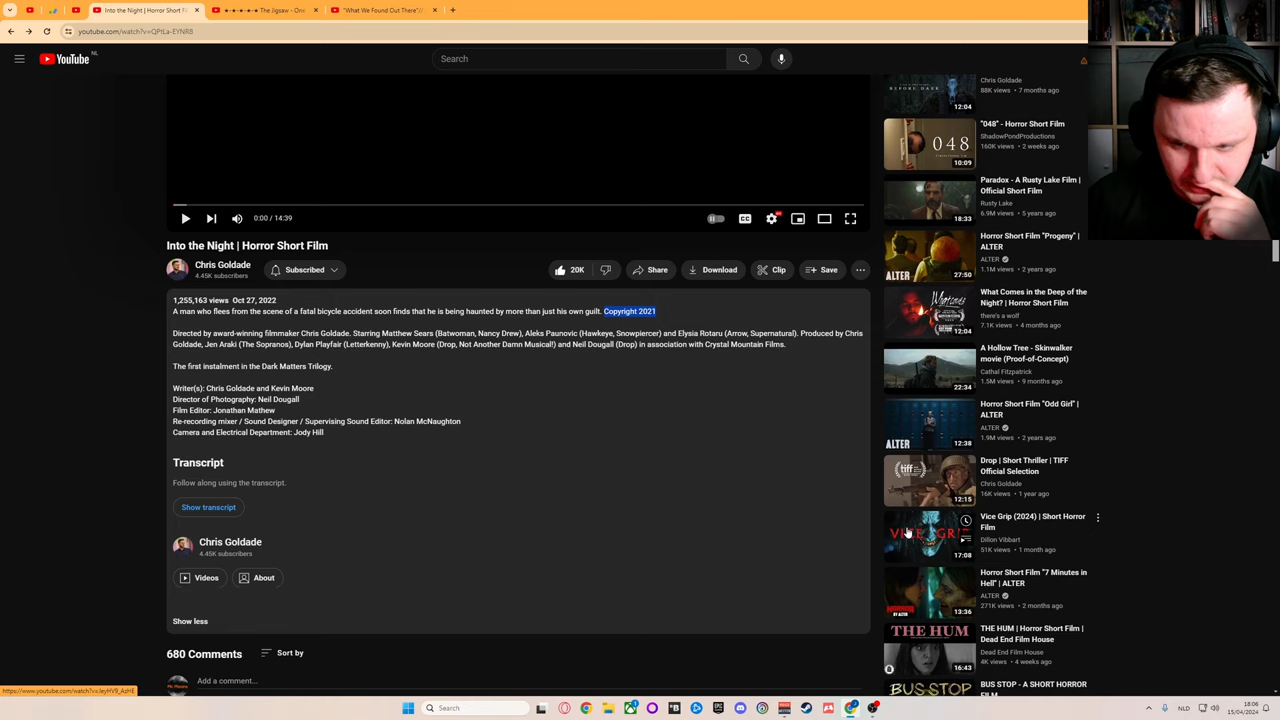 Into the Night | Horror Short Fi
★·★·★·★·★ The Jigsaw - One
"What We Found Out There"//
youtube.com/watch?v=QPtLa-EYNR8
YouTube NL
Search
Chris Goldade
88K views • 7 months ago
BEFORE DARK
12:04
"048" - Horror Short Film
ShadowPondProductions
160K views • 2 weeks ago
048
10:09
Paradox - A Rusty Lake Film |
Official Short Film
Rusty Lake
6.9M views • 5 years ago
18:33
0:00 / 14:39
CC
Into the Night | Horror Short Film
Chris Goldade
4.45K subscribers
Subscribed
20K
Share
Download
Clip
Save
Horror Short Film "Progeny" |
ALTER
ALTER
1.1M views • 2 years ago
ALTER
27:50
1,255,163 views Oct 27, 2022
A man who flees from the scene of a fatal bicycle accident soon finds that he is being haunted by more than just his own guilt. Copyright 2021
Directed by award-winning filmmaker Chris Goldade. Starring Matthew Sears (Batwoman, Nancy Drew), Aleks Paunovic (Hawkeye, Snowpiercer) and Elysia Rotaru (Arrow, Supernatural). Produced by Chris
Goldade, Jen Araki (The Sopranos), Dylan Playfair (Letterkenny), Kevin Moore (Drop, Not Another Damn Musical!) and Neil Dougall (Drop) in association with Crystal Mountain Films.
The first instalment in the Dark Matters Trilogy.
Writer(s): Chris Goldade and Kevin Moore
Director of Photography: Neil Dougall
Film Editor: Jonathan Mathew
Re-recording mixer / Sound Designer / Supervising Sound Editor: Nolan McNaughton
Camera and Electrical Department: Jody Hill
Transcript
Follow along using the transcript.
Show transcript
Chris Goldade
4.45K subscribers
Videos
About
Show less
680 Comments
Sort by
Add a comment...
What Comes in the Deep of the
Night? | Horror Short Film
there's a wolf
7.1K views • 4 months ago
12:04
A Hollow Tree - Skinwalker
movie (Proof-of-Concept)
Cathal Fitzpatrick
1.5M views • 9 months ago
22:34
Horror Short Film "Odd Girl" |
ALTER
ALTER
1.9M views • 2 years ago
ALTER
12:38
Drop | Short Thriller | TIFF
Official Selection
Chris Goldade
16K views • 1 year ago
tiff
12:15
Vice Grip (2024) | Short Horror
Film
Dillon Vibbart
51K views • 1 month ago
VICE GRIP
17:08
Horror Short Film "7 Minutes in
Hell" | ALTER
ALTER
271K views • 2 months ago
13:36
THE HUM | Horror Short Film |
Dead End Film House
Dead End Film House
4K views • 4 weeks ago
THE HUM
16:43
BUS STOP - A SHORT HORROR
FILM
BUS STOP
https://www.youtube.com/watch?v=JeyHV9_AzHE
Search
NLD
18:06
15/04/2024